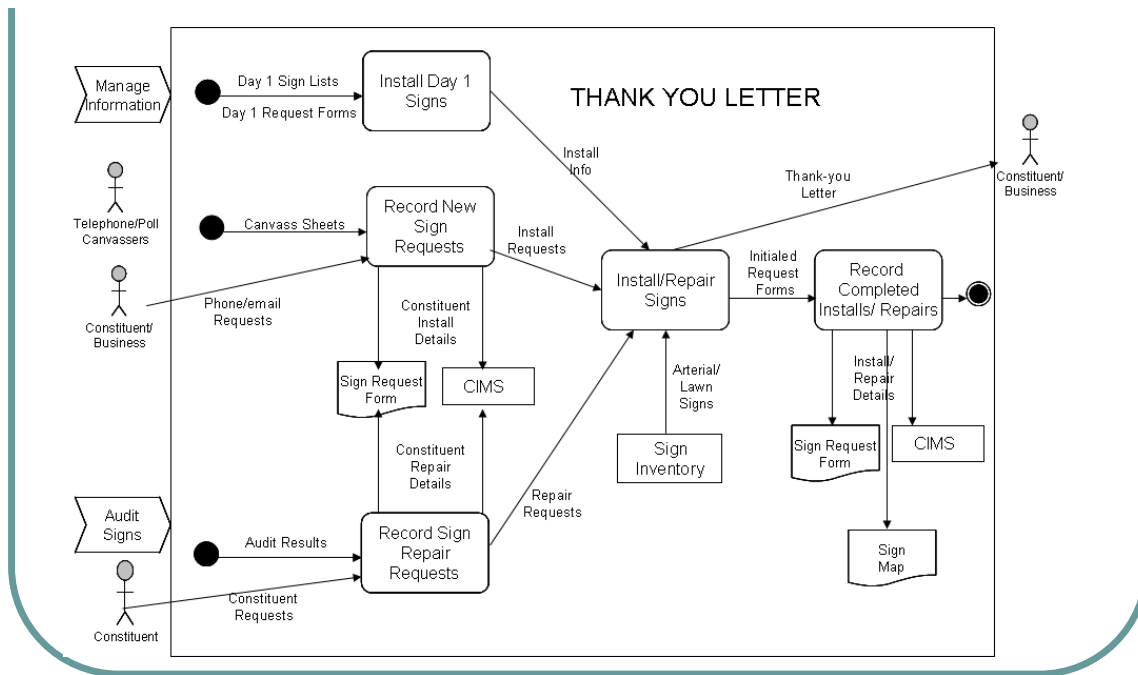 Manage
Information
Day 1 Sign Lists
Day 1 Request Forms
Install Day 1
Signs
THANK YOU LETTER
Install
Info
Thank-you
Letter
Constituent/
Business
Telephone/Poll
Canvassers
Canvass Sheets
Record New
Sign
Requests
Install
Requests
Constituent/
Business
Phone/email
Requests
Constituent
Install
Details
Install/Repair
Signs
Initialed
Request
Forms
Record
Completed
Installs/ Repairs
Sign Request
Form
CIMS
Arterial/
Lawn
Signs
Install/
Repair
Details
Constituent
Repair
Details
Sign
Inventory
Sign Request
Form
CIMS
Repair
Requests
Audit
Signs
Audit Results
Record Sign
Repair
Requests
Sign
Map
Constituent
Requests
Constituent